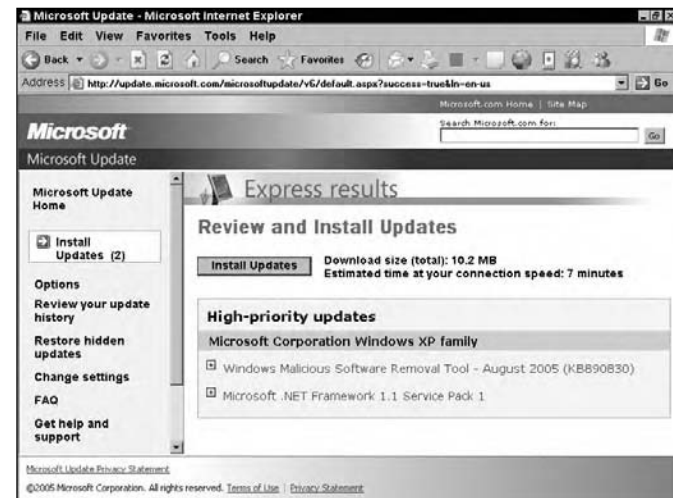 Microsoft Update - Microsoft Internet Explorer
File Edit View Favorites Tools Help
Back Search Favorites
Address http://update.microsoft.com/microsoftupdate/v6/default.aspx?success=true&ln=en-us Go
Microsoft.com Home | Site Map
Microsoft
Search Microsoft.com for:
Go
Microsoft Update
Microsoft Update
Home
Install
Updates (2)
Options
Review your update
history
Restore hidden
updates
Change settings
FAQ
Get help and
support
Express results
Review and Install Updates
Install Updates
Download size (total): 10.2 MB
Estimated time at your connection speed: 7 minutes
High-priority updates
Microsoft Corporation Windows XP family
Windows Malicious Software Removal Tool - August 2005 (KB890830)
Microsoft .NET Framework 1.1 Service Pack 1
Microsoft Update Privacy Statement
©2005 Microsoft Corporation. All rights reserved. Terms of Use | Privacy Statement